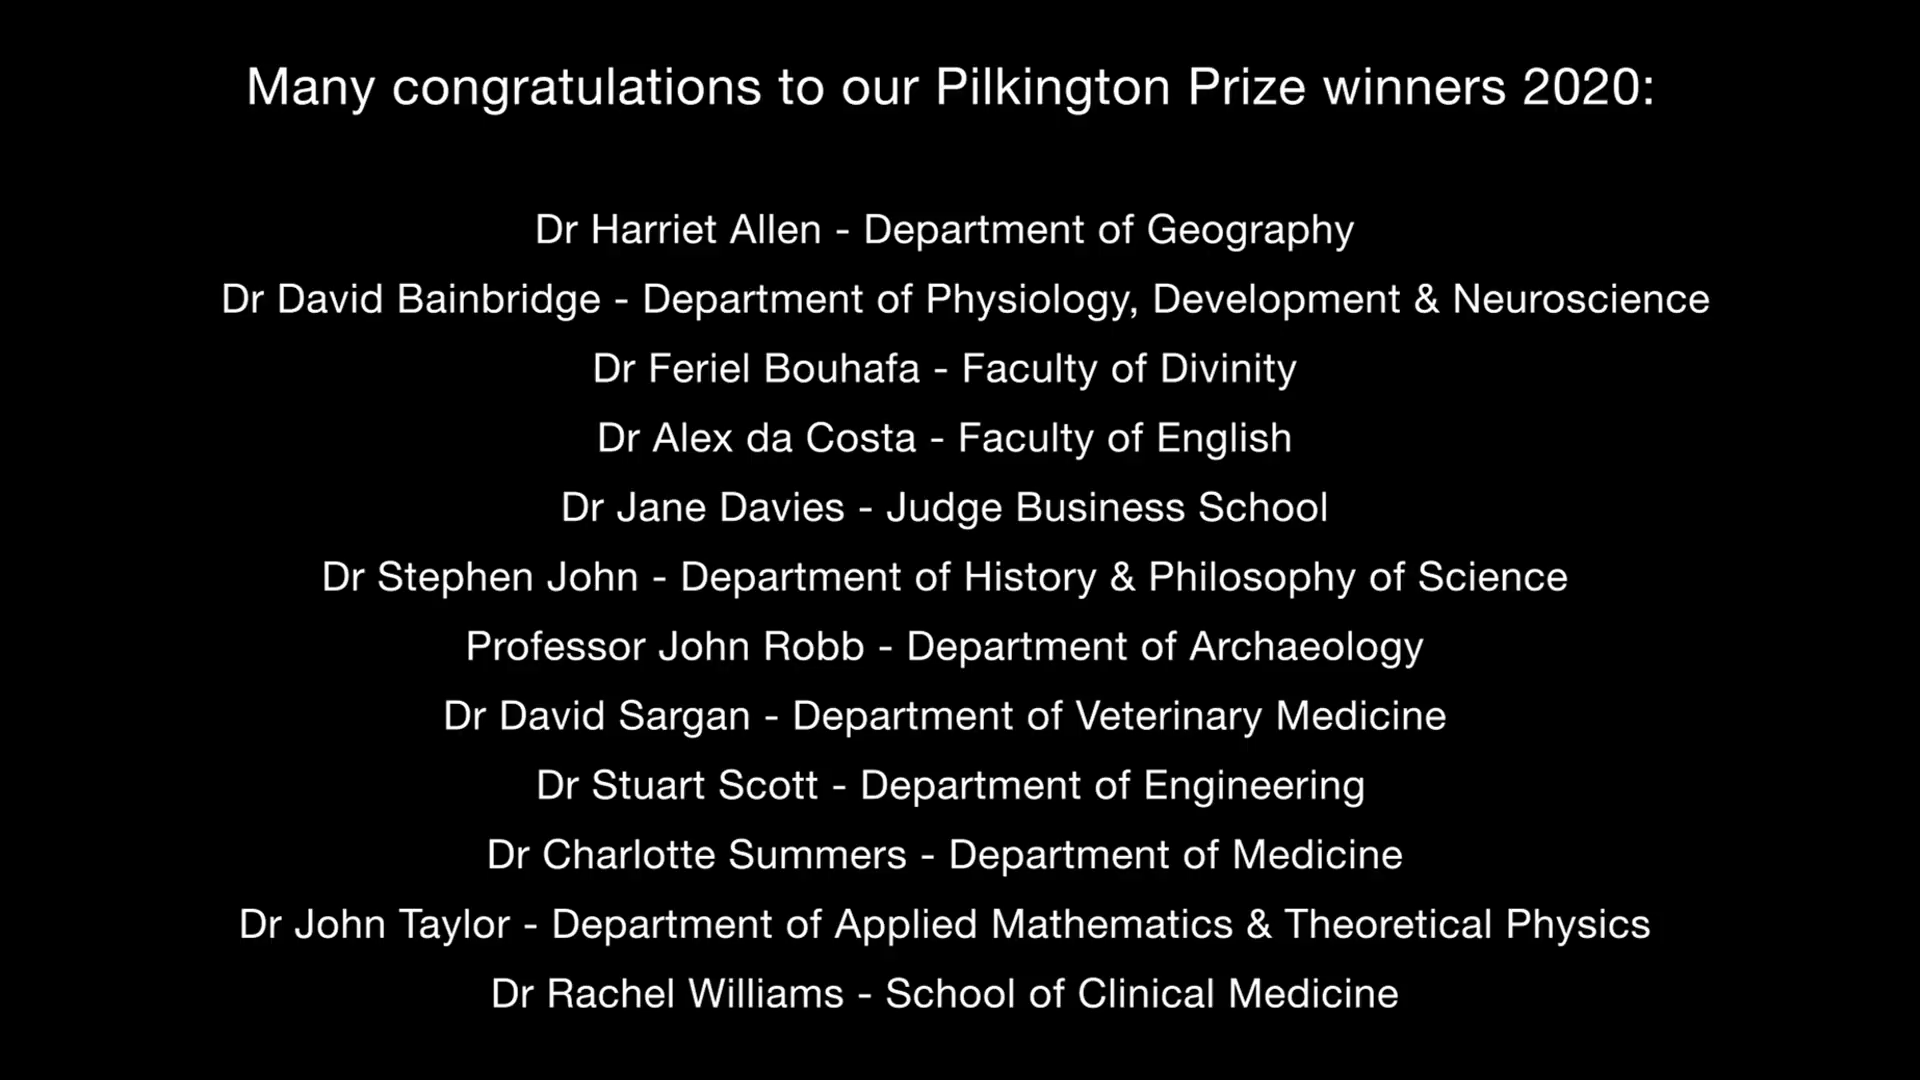 Many congratulations to our Pilkington Prize winners 2020:
Dr Harriet Allen - Department of Geography
Dr David Bainbridge - Department of Physiology, Development & Neuroscience
Dr Feriel Bouhafa - Faculty of Divinity
Dr Alex da Costa - Faculty of English
Dr Jane Davies - Judge Business School
Dr Stephen John - Department of History & Philosophy of Science
Professor John Robb - Department of Archaeology
Dr David Sargan - Department of Veterinary Medicine
Dr Stuart Scott - Department of Engineering
Dr Charlotte Summers - Department of Medicine
Dr John Taylor - Department of Applied Mathematics & Theoretical Physics
Dr Rachel Williams - School of Clinical Medicine